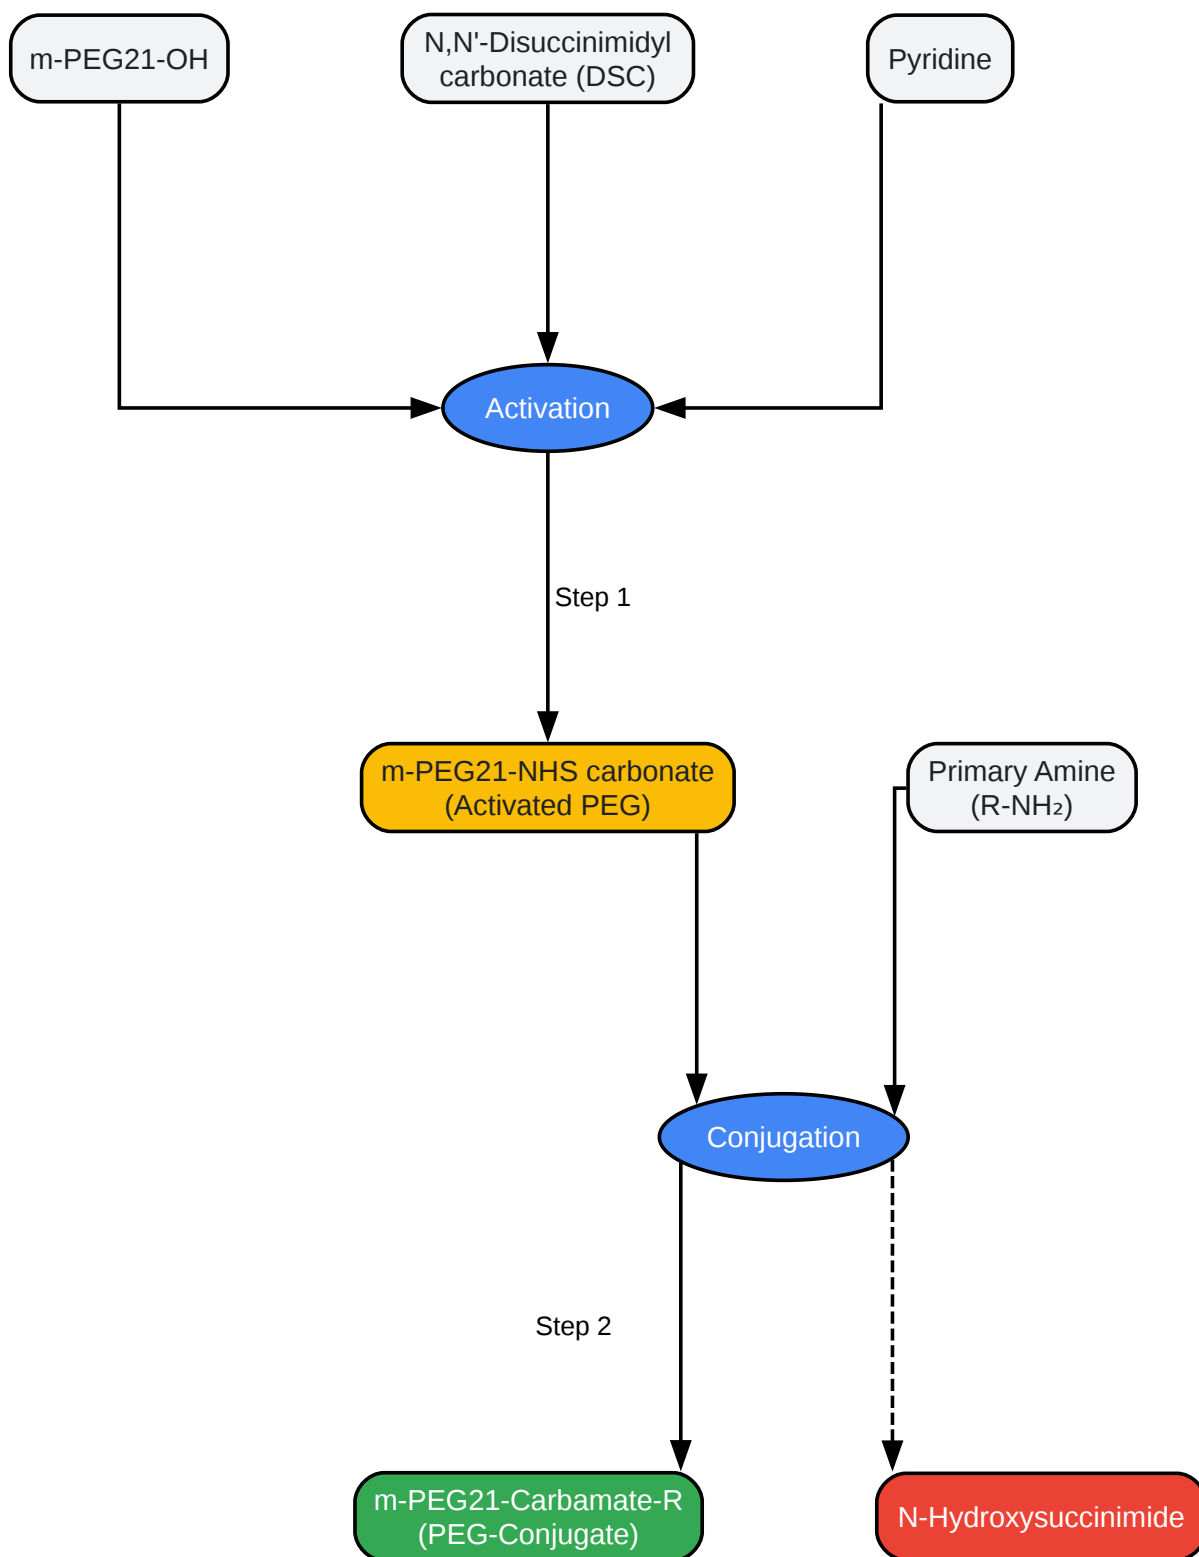 m-PEG21-OH
N,N'-Disuccinimidyl
carbonate (DSC)
Pyridine
Activation
Step 1
m-PEG21-NHS carbonate
(Activated PEG)
Primary Amine
(R-NH₂)
Conjugation
Step 2
m-PEG21-Carbamate-R
(PEG-Conjugate)
N-Hydroxysuccinimide